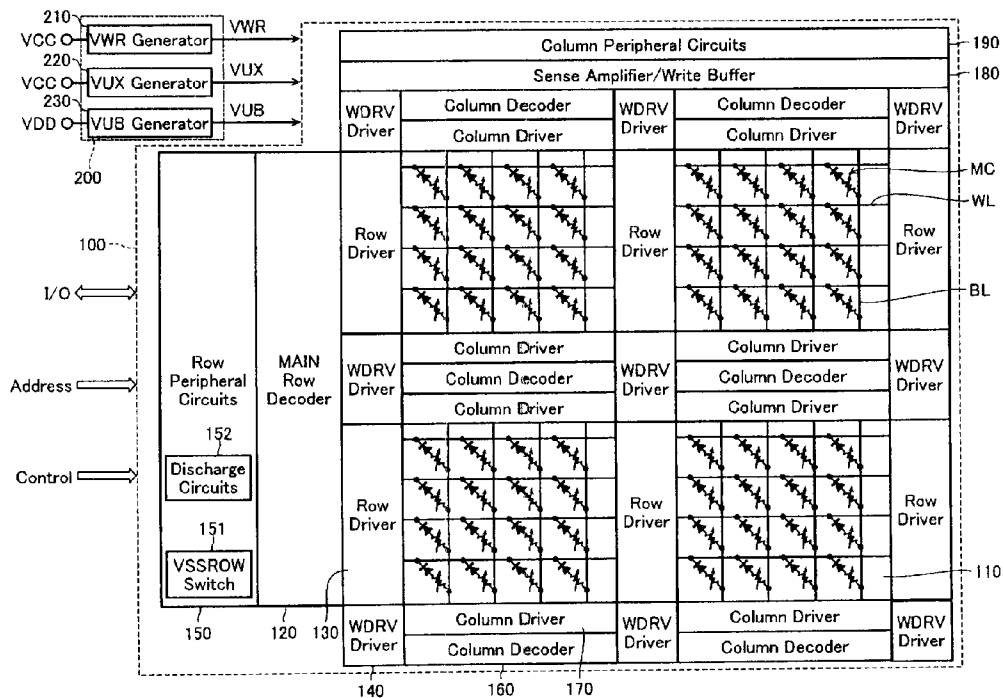 210
VCC VWR Generator VWR
220
VCC VUX Generator VUX
230
VDD VUB Generator VUB
200
Column Peripheral Circuits 190
Sense Amplifier/Write Buffer 180
WDRV Driver Column Decoder WDRV Driver Column Decoder WDRV Driver
Column Driver Column Driver
100
I/O
Address
Control
Row Peripheral Circuits
MAIN Row Decoder
Row Driver
Row Driver
Row Driver
MC
WL
BL
WDRV Driver Column Driver WDRV Driver Column Driver WDRV Driver
Column Decoder Column Decoder
Column Driver Column Driver
152
Discharge Circuits
151
VSSROW Switch
Row Driver
Row Driver
Row Driver
110
WDRV Driver Column Driver WDRV Driver Column Driver WDRV Driver
Column Decoder Column Decoder
150 120 130 140 160 170